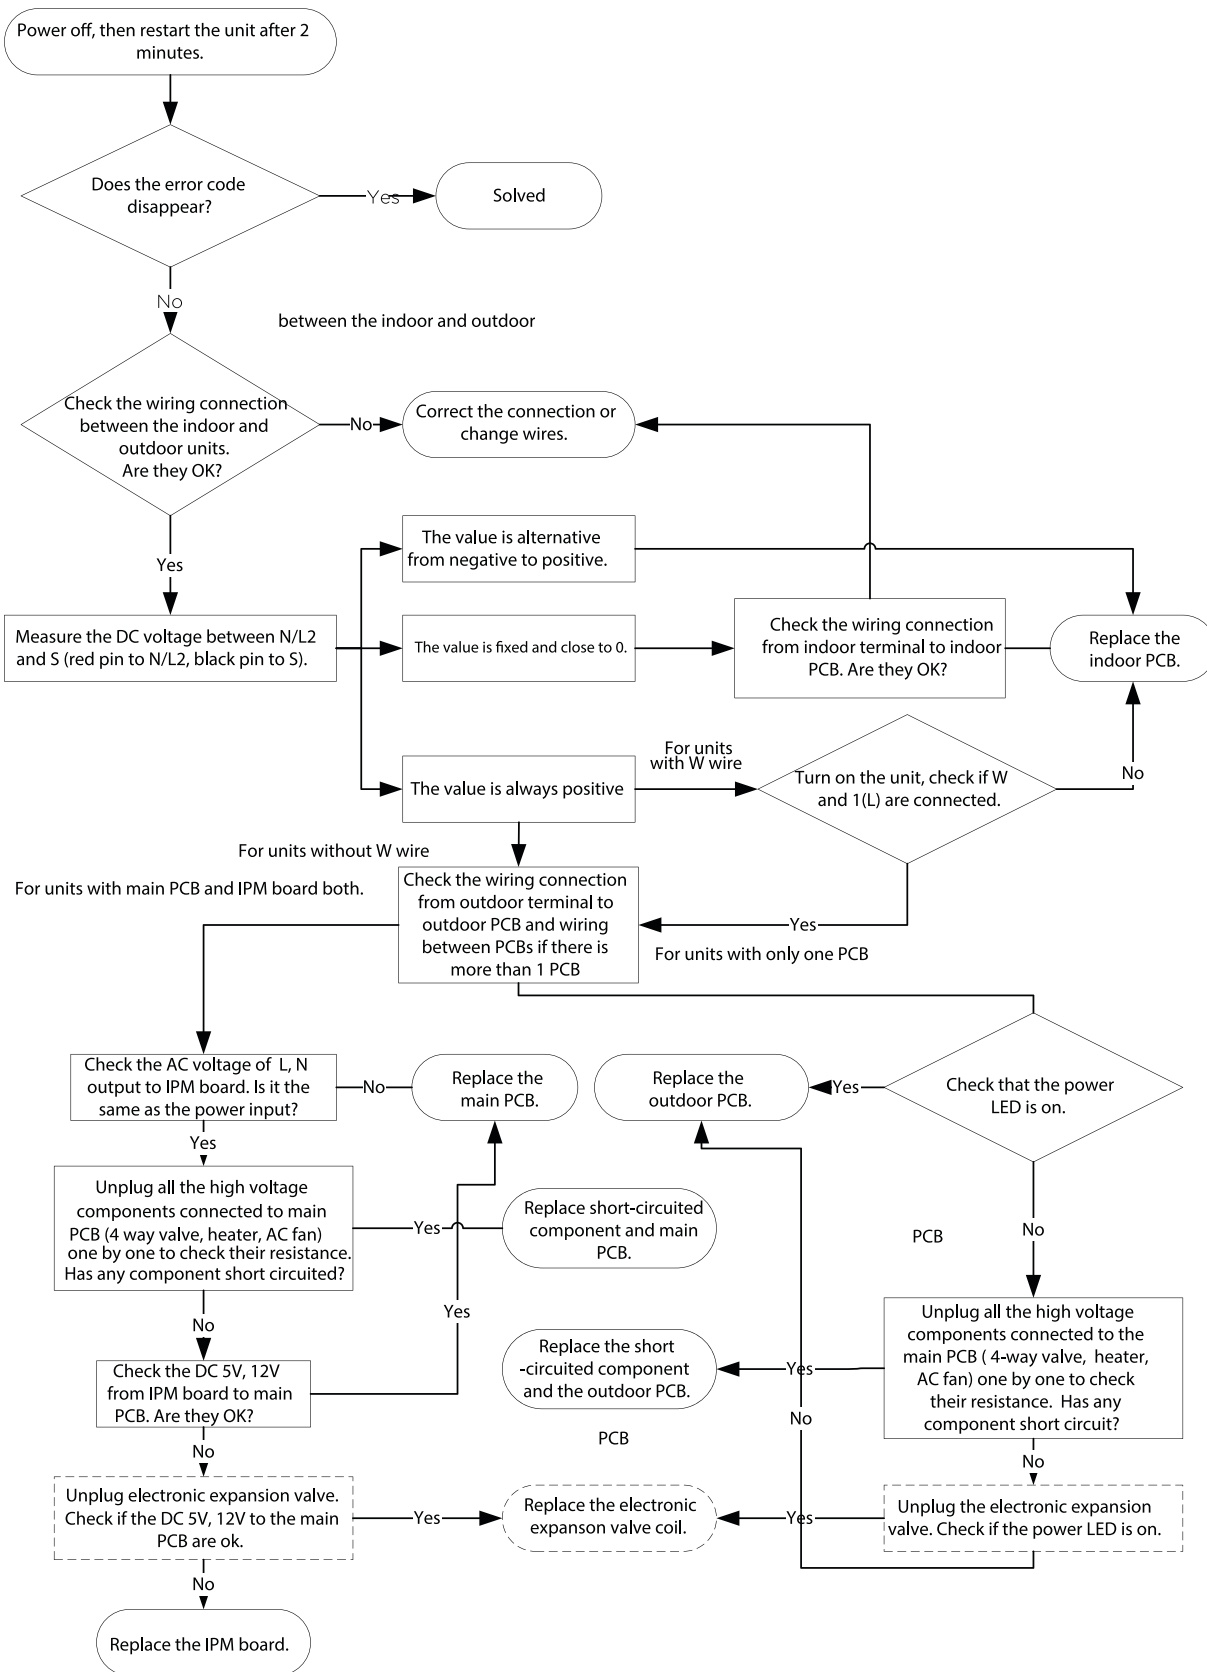 Power off, then restart the unit after 2
minutes.
Does the error code
disappear?
Yes
Solved
No
between the indoor and outdoor
Check the wiring connection
between the indoor and
outdoor units.
Are they OK?
No
Correct the connection or
change wires.
Yes
The value is alternative
from negative to positive.
Measure the DC voltage between N/L2
and S (red pin to N/L2, black pin to S).
The value is fixed and close to 0.
Check the wiring connection
from indoor terminal to indoor
PCB. Are they OK?
Replace the
indoor PCB.
The value is always positive
For units
with W wire
Turn on the unit, check if W
and 1(L) are connected.
No
For units without W wire
For units with main PCB and IPM board both.
Check the wiring connection
from outdoor terminal to
outdoor PCB and wiring
between PCBs if there is
more than 1 PCB
Yes
For units with only one PCB
Check the AC voltage of L, N
output to IPM board. Is it the
same as the power input?
No
Replace the
main PCB.
Replace the
outdoor PCB.
Yes
Check that the power
LED is on.
Yes
Unplug all the high voltage
components connected to main
PCB (4 way valve, heater, AC fan)
one by one to check their resistance.
Has any component short circuited?
Yes
Replace short-circuited
component and main
PCB.
PCB
No
No
Yes
Check the DC 5V, 12V
from IPM board to main
PCB. Are they OK?
Replace the short
-circuited component
and the outdoor PCB.
Yes
Unplug all the high voltage
components connected to the
main PCB ( 4-way valve, heater,
AC fan) one by one to check
their resistance. Has any
component short circuit?
No
PCB
No
No
Unplug electronic expansion valve.
Check if the DC 5V, 12V to the main
PCB are ok.
Yes
Replace the electronic
expanson valve coil.
Yes
Unplug the electronic expansion
valve. Check if the power LED is on.
No
Replace the IPM board.